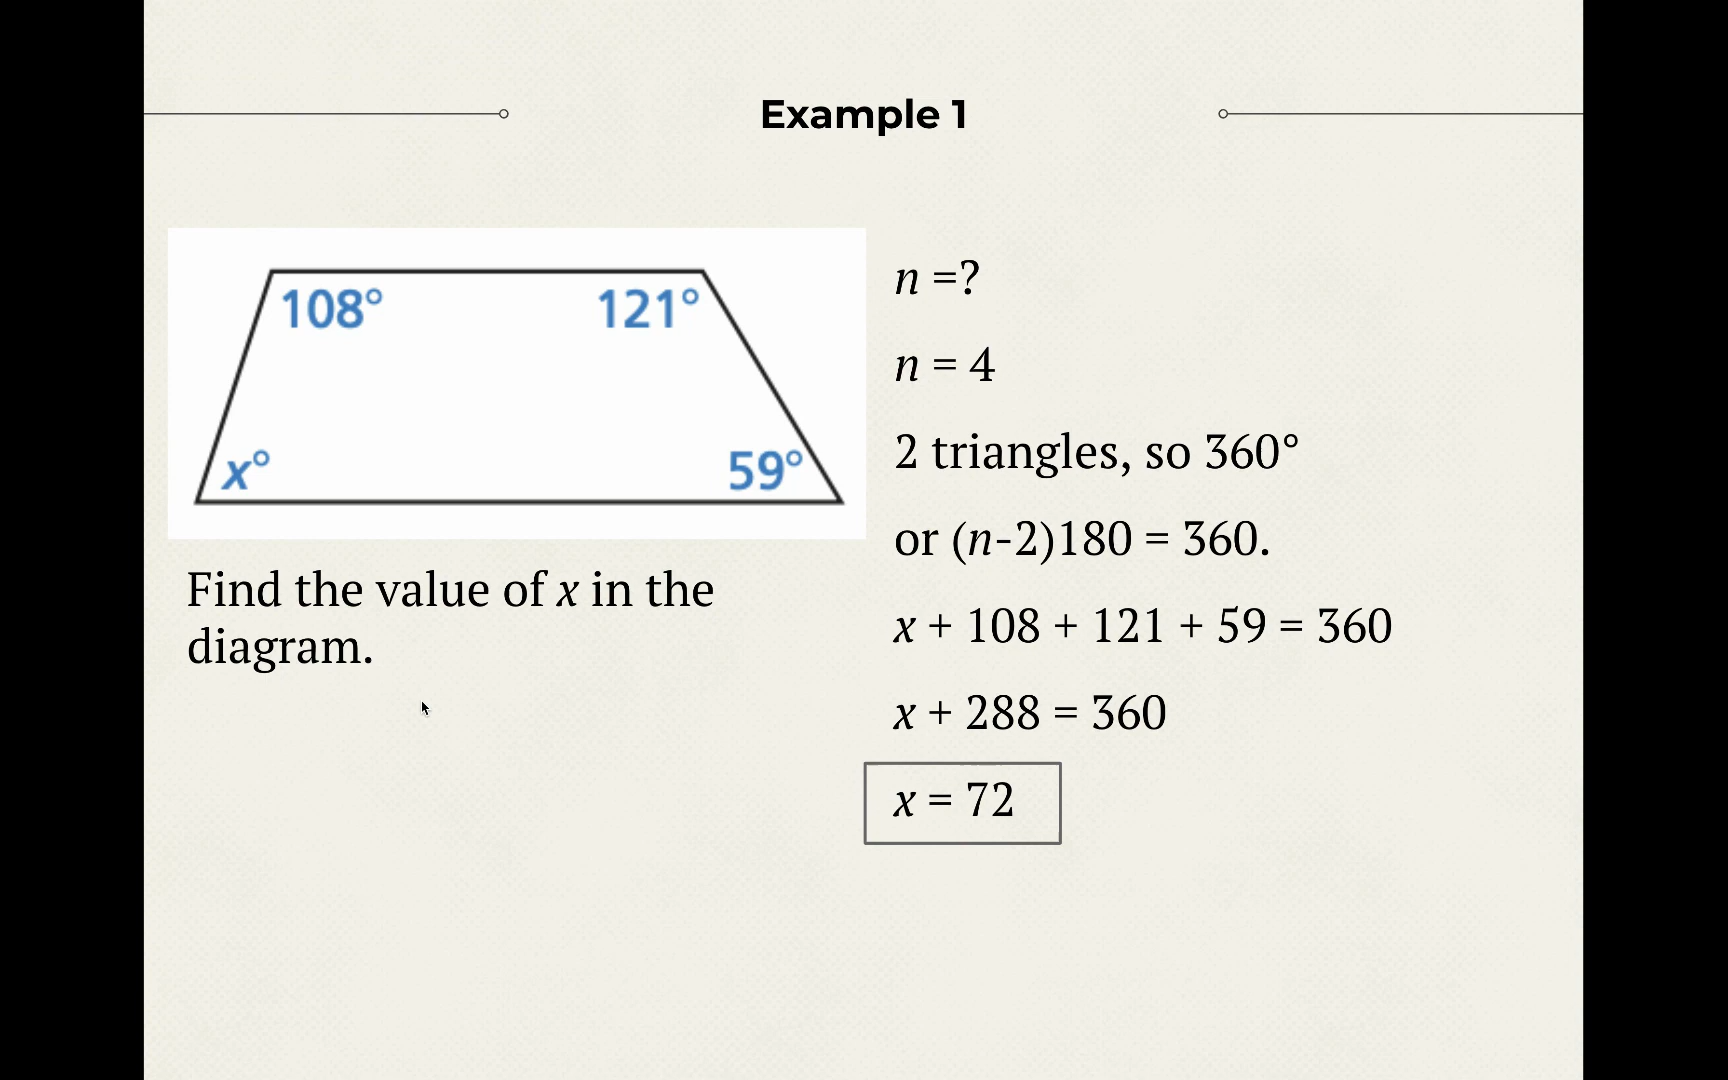 Example 1
108°
121°
x°
59°
Find the value of x in the
diagram.
n =?
n = 4
2 triangles, so 360°
or (n-2)180 = 360.
x + 108 + 121 + 59 = 360
x + 288 = 360
x = 72